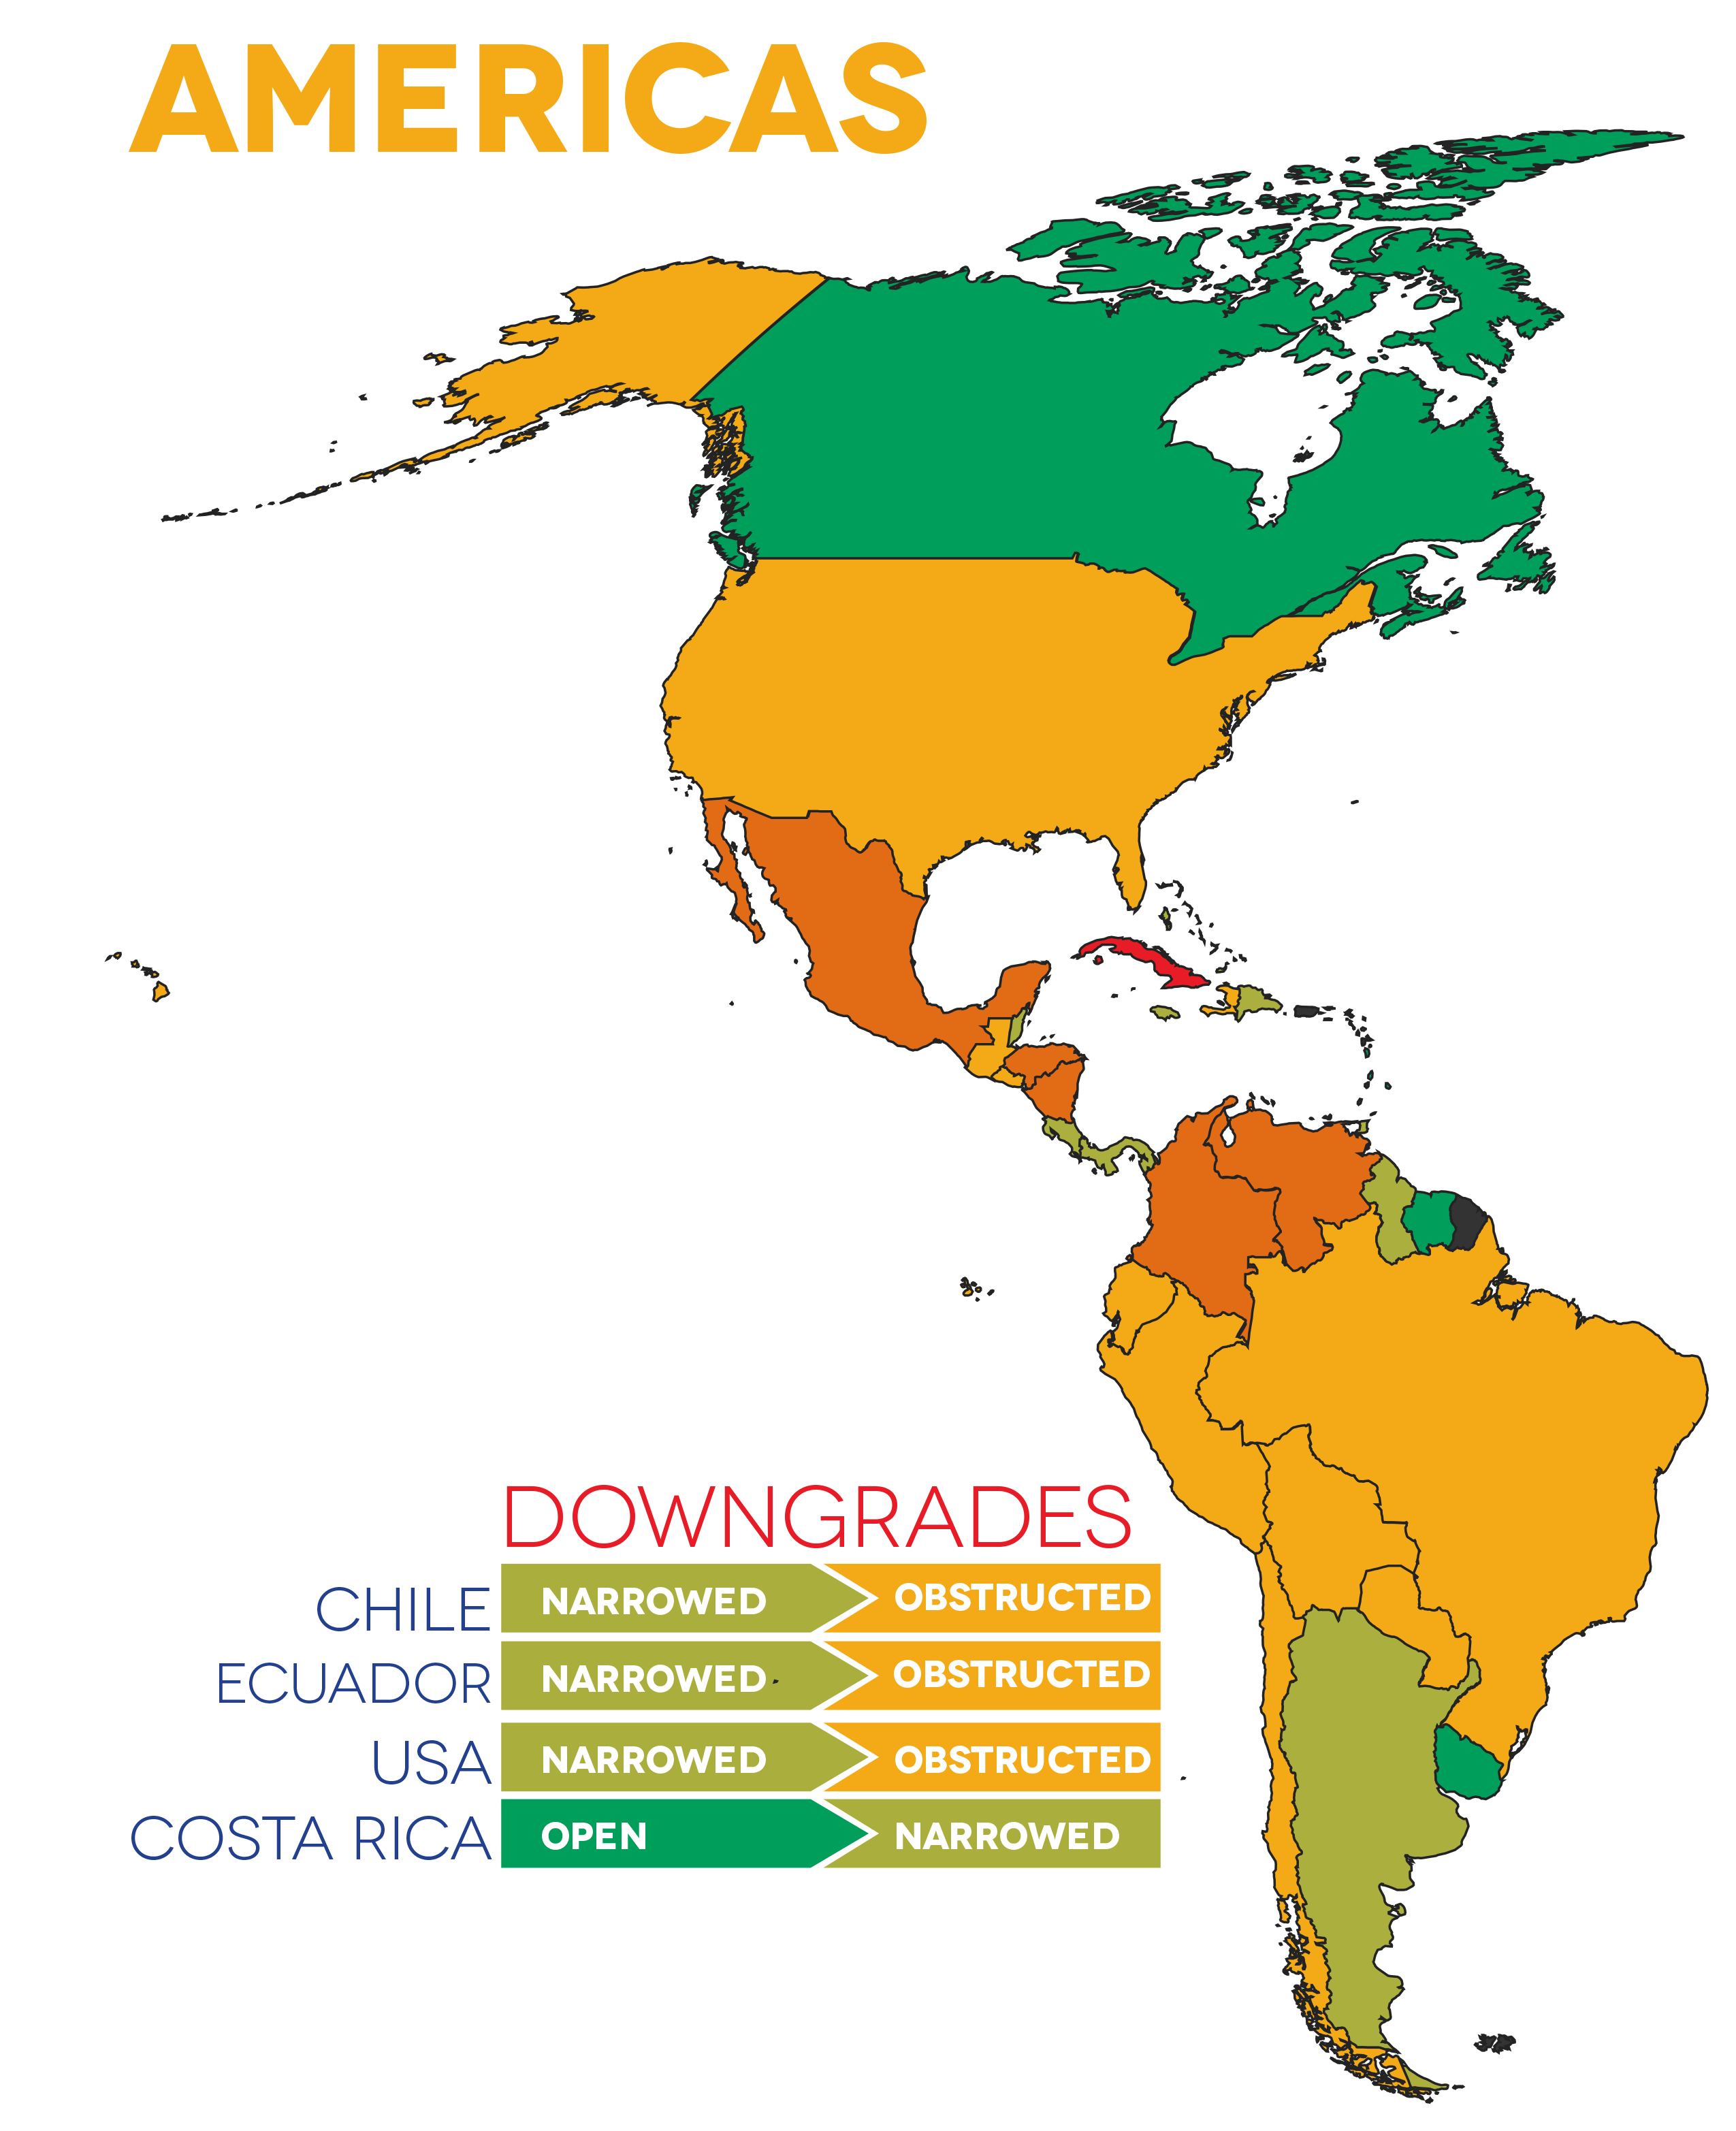 AMERICAS
DOWNGRADES
CHILE NARROWED OBSTRUCTED
ECUADOR NARROWED OBSTRUCTED
USA NARROWED OBSTRUCTED
COSTA RICA OPEN NARROWED